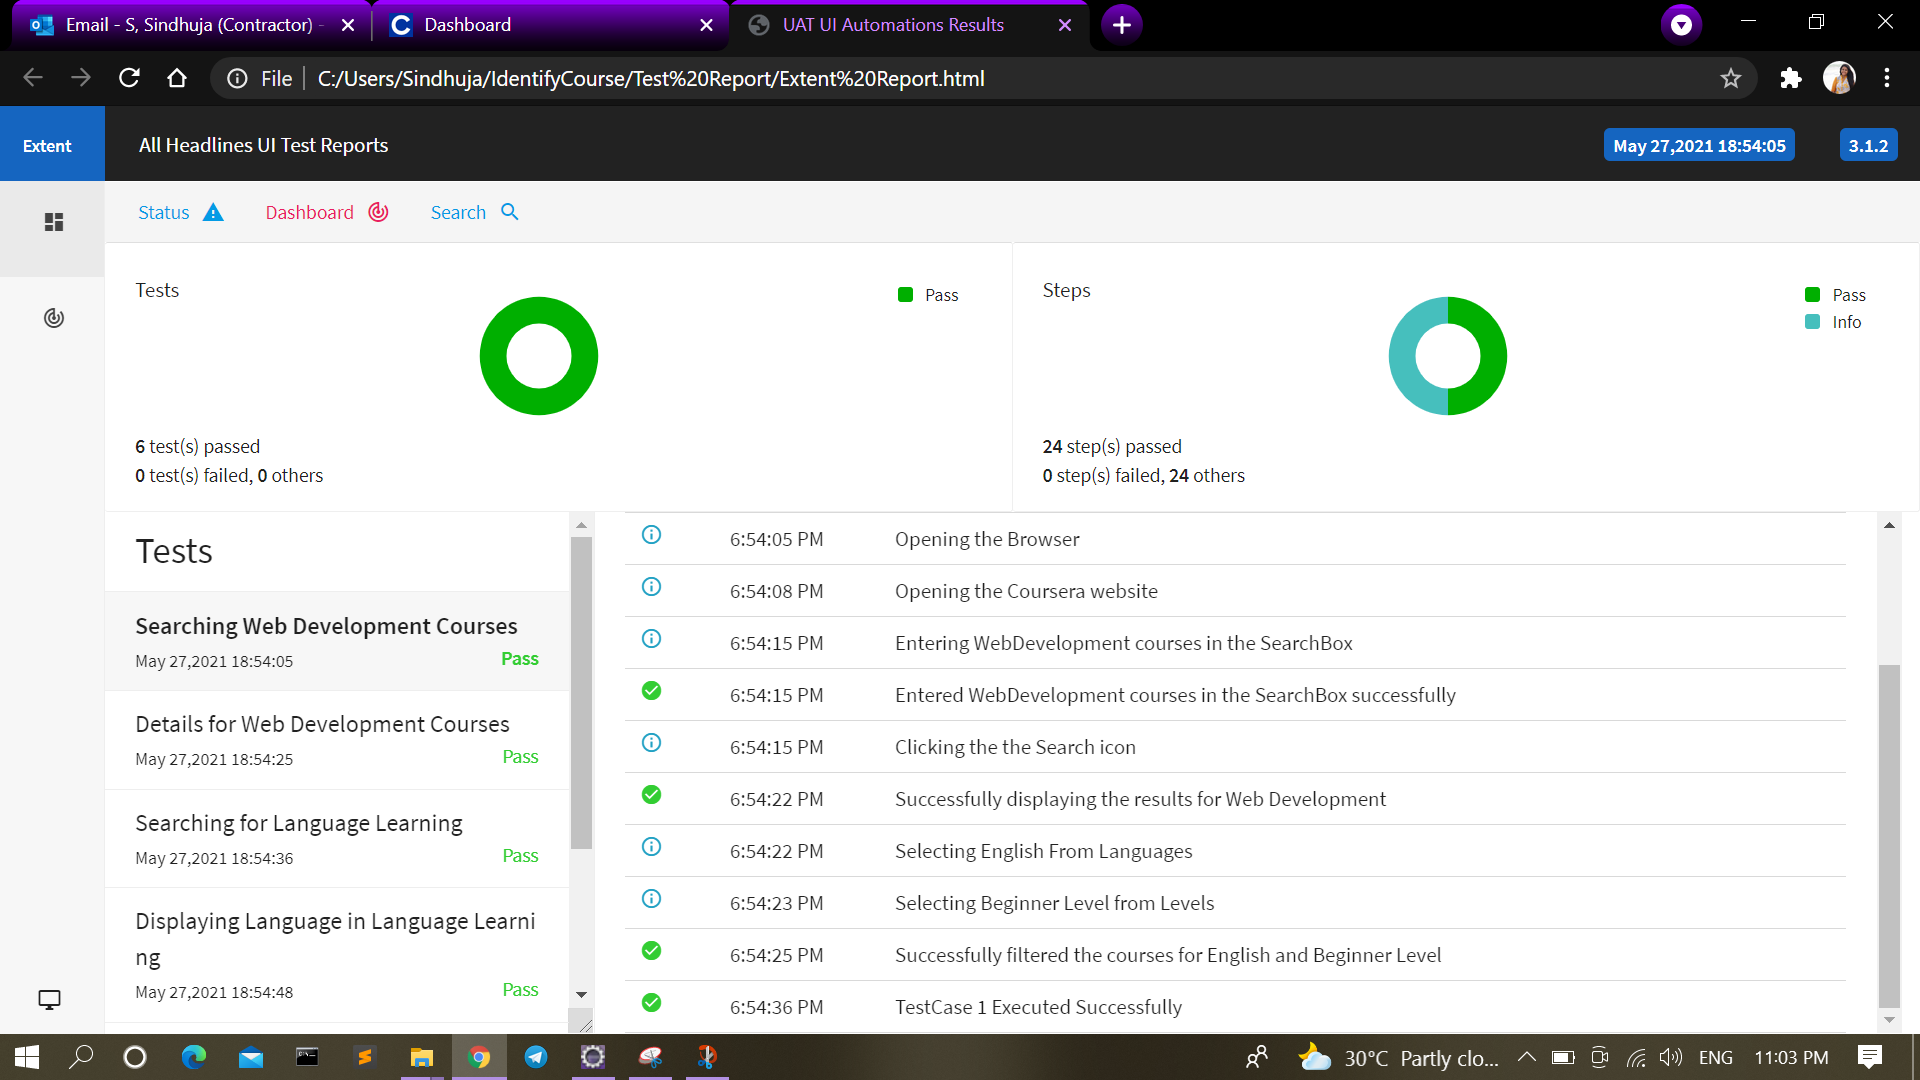 Email - S, Sindhuja (Contractor) -
Dashboard
UAT UI Automations Results
File
C:/Users/Sindhuja/IdentifyCourse/Test%20Report/Extent%20Report.html
Extent
All Headlines UI Test Reports
May 27,2021 18:54:05
3.1.2
Status
Dashboard
Search
Tests
Pass
6 test(s) passed
0 test(s) failed, 0 others
Steps
Pass
Info
24 step(s) passed
0 step(s) failed, 24 others
Tests
Searching Web Development Courses
May 27,2021 18:54:05
Pass
Details for Web Development Courses
May 27,2021 18:54:25
Pass
Searching for Language Learning
May 27,2021 18:54:36
Pass
Displaying Language in Language Learni
ng
May 27,2021 18:54:48
Pass
6:54:05 PM Opening the Browser
6:54:08 PM Opening the Coursera website
6:54:15 PM Entering WebDevelopment courses in the SearchBox
6:54:15 PM Entered WebDevelopment courses in the SearchBox successfully
6:54:15 PM Clicking the the Search icon
6:54:22 PM Successfully displaying the results for Web Development
6:54:22 PM Selecting English From Languages
6:54:23 PM Selecting Beginner Level from Levels
6:54:25 PM Successfully filtered the courses for English and Beginner Level
6:54:36 PM TestCase 1 Executed Successfully
30°C Partly clo...
ENG
11:03 PM